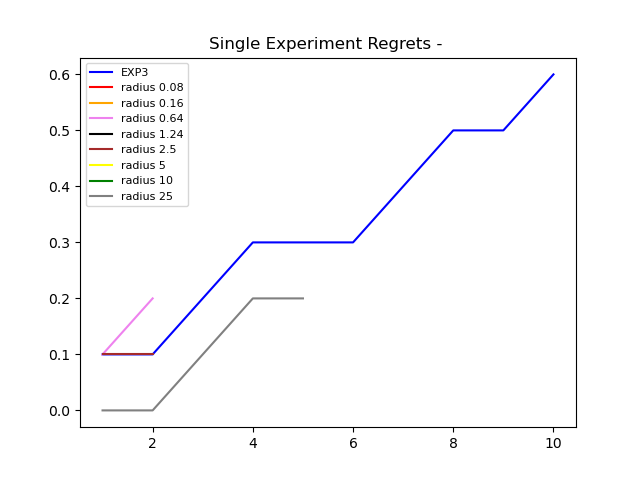 Single Experiment Regrets -
EXP3
radius 0.08
radius 0.16
radius 0.64
radius 1.24
radius 2.5
radius 5
radius 10
radius 25
0.6
0.5
0.4
0.3
0.2
0.1
0.0
2 4 6 8 10